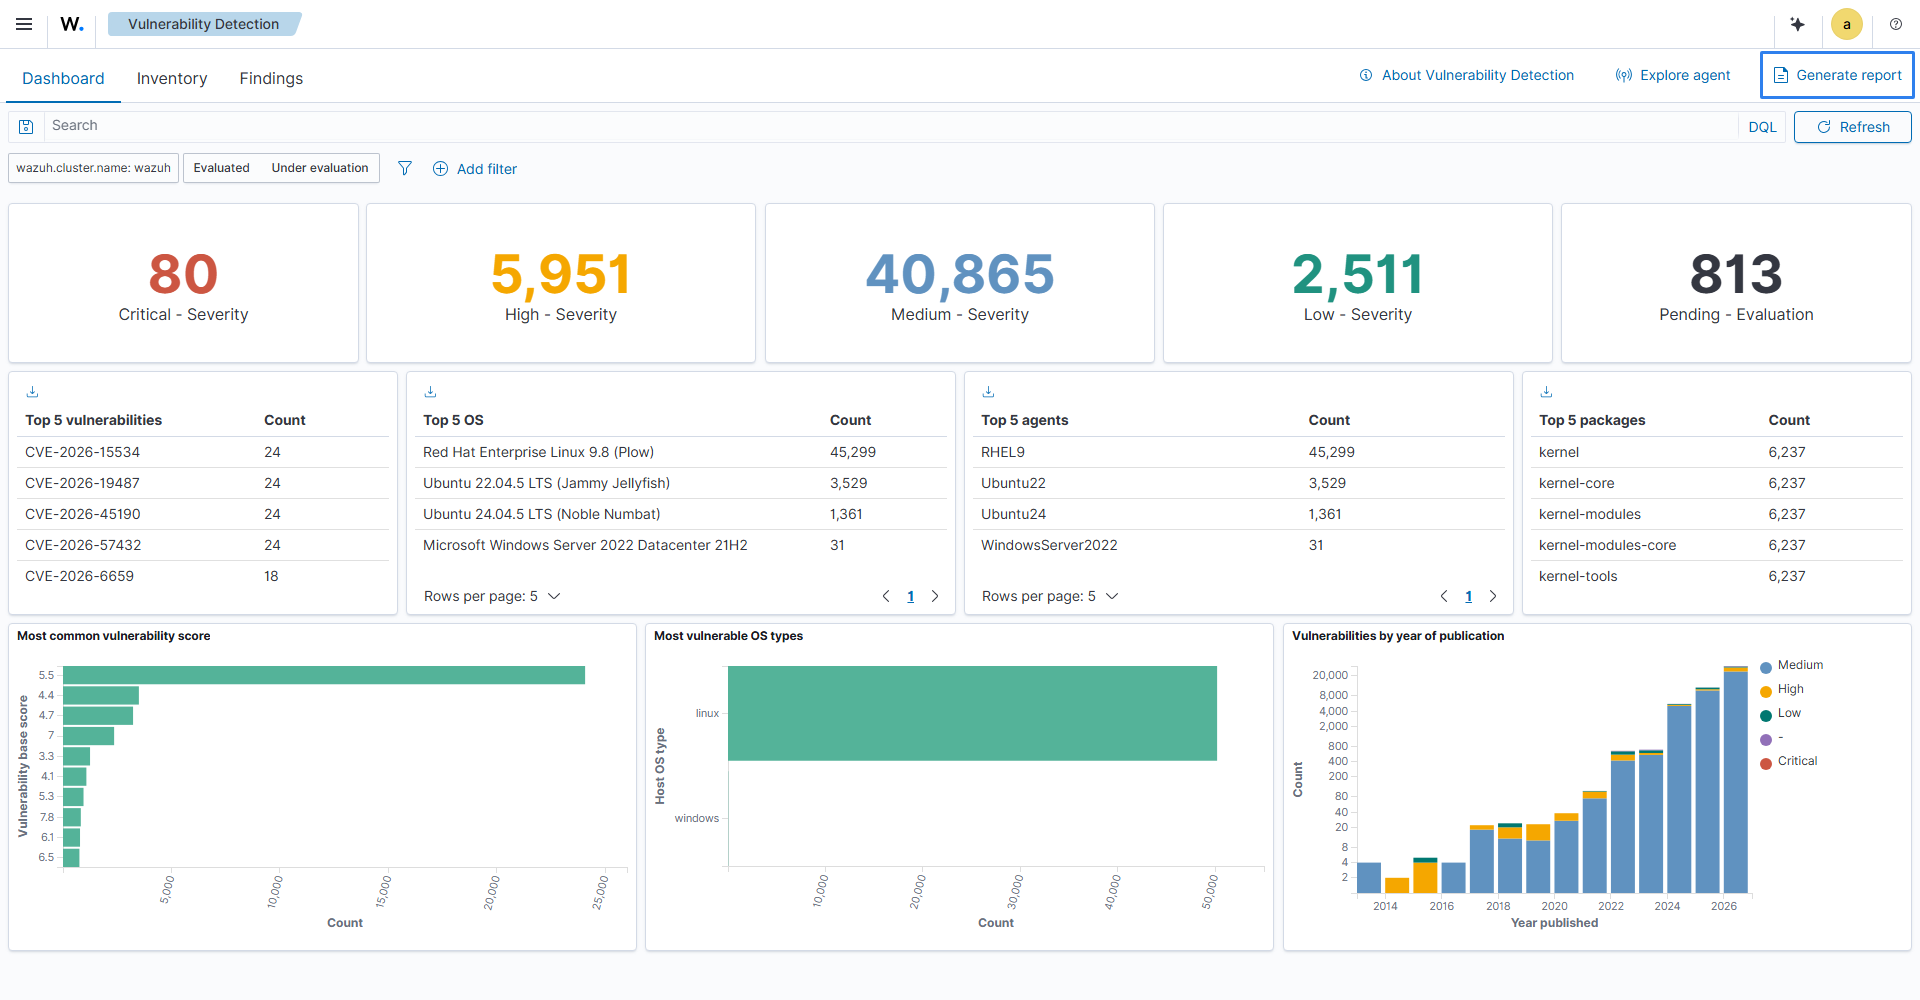 W.
Vulnerability Detection
a
Dashboard
Inventory
Findings
About Vulnerability Detection
Explore agent
Generate report
Search
DQL
Refresh
wazuh.cluster.name: wazuh
Evaluated
Under evaluation
Add filter
80
Critical - Severity
5,951
High - Severity
40,865
Medium - Severity
2,511
Low - Severity
813
Pending - Evaluation
Top 5 vulnerabilities Count
CVE-2026-15534 24
CVE-2026-19487 24
CVE-2026-45190 24
CVE-2026-57432 24
CVE-2026-6659 18
Top 5 OS Count
Red Hat Enterprise Linux 9.8 (Plow) 45,299
Ubuntu 22.04.5 LTS (Jammy Jellyfish) 3,529
Ubuntu 24.04.5 LTS (Noble Numbat) 1,361
Microsoft Windows Server 2022 Datacenter 21H2 31
Rows per page: 5
1
Top 5 agents Count
RHEL9 45,299
Ubuntu22 3,529
Ubuntu24 1,361
WindowsServer2022 31
Rows per page: 5
1
Top 5 packages Count
kernel 6,237
kernel-core 6,237
kernel-modules 6,237
kernel-modules-core 6,237
kernel-tools 6,237
Most common vulnerability score
Vulnerability base score
5.5
4.4
4.7
7
3.3
4.1
5.3
7.8
6.1
6.5
5,000
10,000
15,000
20,000
25,000
Count
Most vulnerable OS types
Host OS type
linux
windows
10,000
20,000
30,000
40,000
50,000
Count
Vulnerabilities by year of publication
Count
20,000
8,000
4,000
2,000
800
400
200
80
40
20
8
4
2
2014
2016
2018
2020
2022
2024
2026
Year published
Medium
High
Low
-
Critical